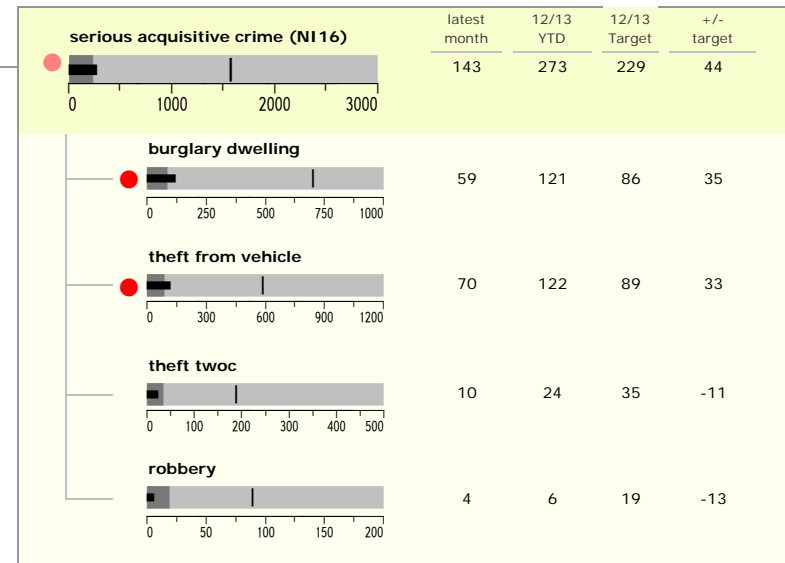 latest 12/13 12/13 +/-
serious acquisitive crime (NI16) month YTD Target target
143 273 229 44
0 1000 2000 3000
burglary dwelling
59 121 86 35
0 250 500 750 1000
theft from vehicle
70 122 89 33
0 300 600 900 1200
theft twoc
10 24 35 -11
0 100 200 300 400 500
robbery
4 6 19 -13
0 50 100 150 200